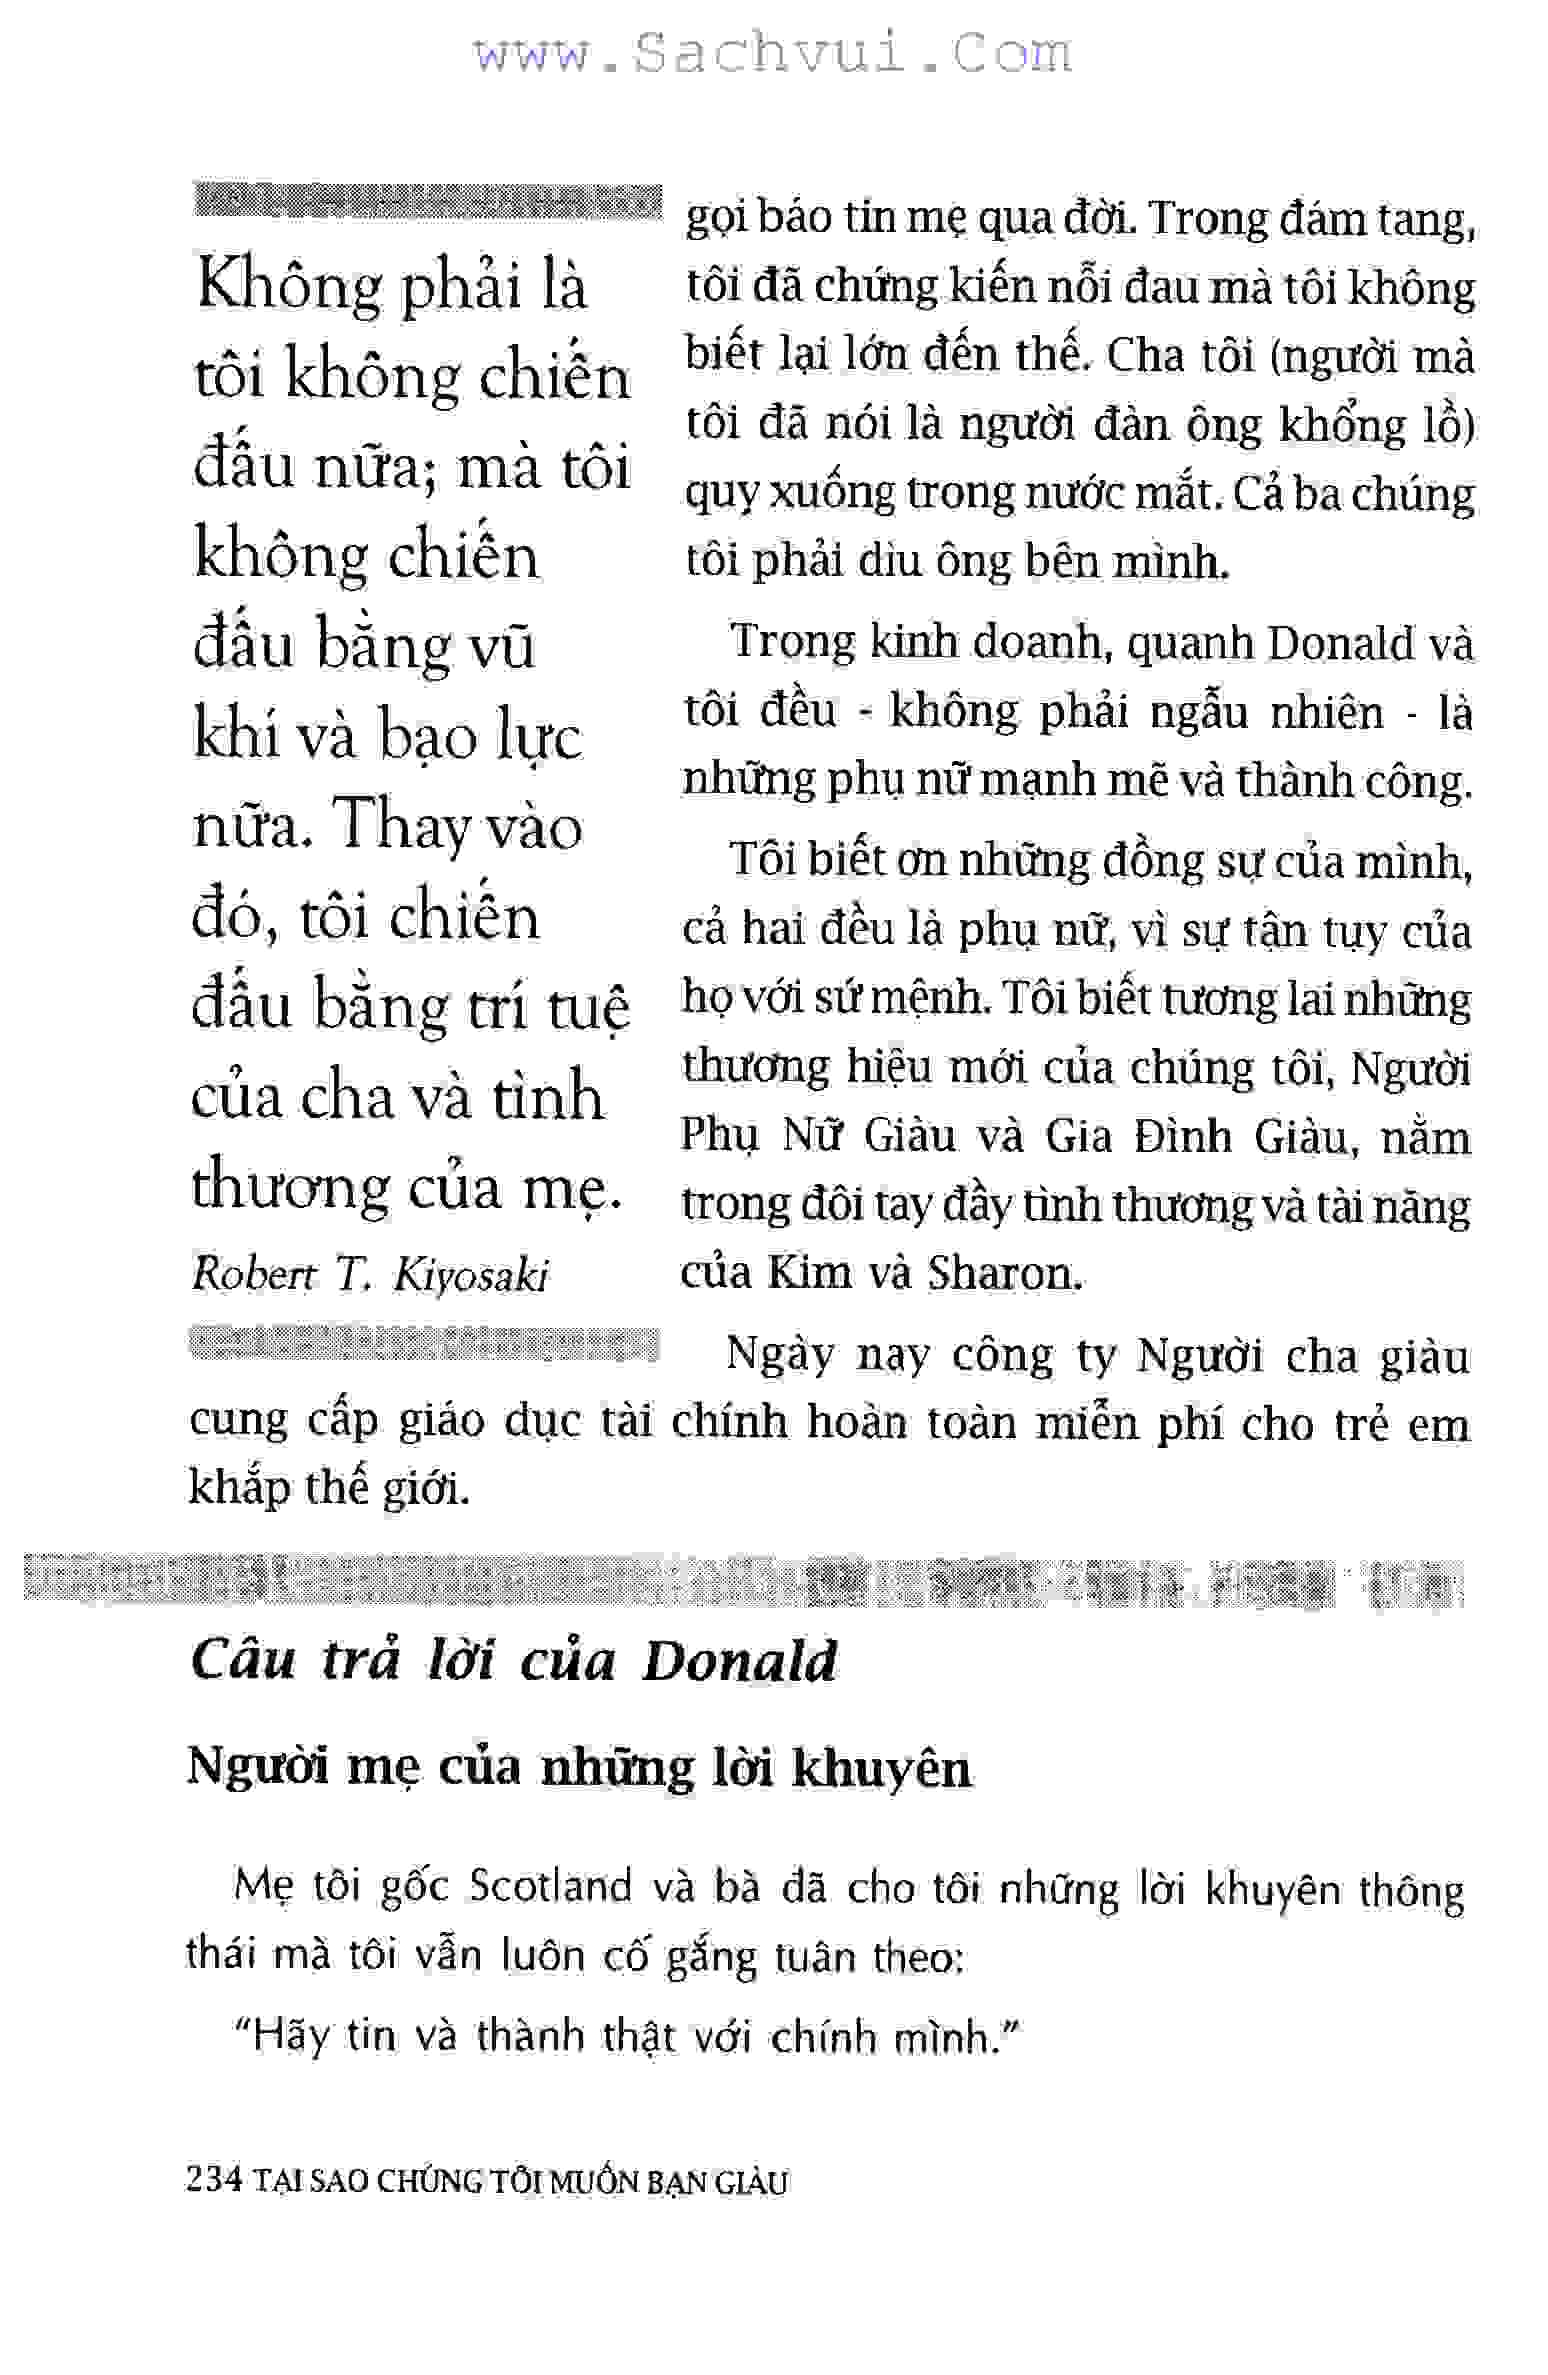 www.Sachvui.Com
Không phải là
tôi không chiến
đấu nữa; mà tôi
không chiến
đấu bằng vũ
khí và bạo lực
nữa. Thay vào
đó, tôi chiến
đấu bằng trí tuệ
của cha và tình
thương của mẹ.
Robert T. Kiyosaki
gọi báo tin mẹ qua đời. Trong đám tang,
tôi đã chứng kiến nỗi đau mà tôi không
biết lại lớn đến thế. Cha tôi (người mà
tôi đã nói là người đàn ông khổng lồ)
quỵ xuống trong nước mắt. Cả ba chúng
tôi phải dìu ông bên mình.
Trong kinh doanh, quanh Donald và
tôi đều - không phải ngẫu nhiên - là
những phụ nữ mạnh mẽ và thành công.
Tôi biết ơn những đồng sự của mình,
cả hai đều là phụ nữ, vì sự tận tụy của
họ với sứ mệnh. Tôi biết tương lai những
thương hiệu mới của chúng tôi, Người
Phụ Nữ Giàu và Gia Đình Giàu, nằm
trong đôi tay đầy tình thương và tài năng
của Kim và Sharon.
Ngày nay công ty Người cha giàu
cung cấp giáo dục tài chính hoàn toàn miễn phí cho trẻ em
khắp thế giới.
Câu trả lời của Donald
Người mẹ của những lời khuyên
Mẹ tôi gốc Scotland và bà đã cho tôi những lời khuyên thông
thái mà tôi vẫn luôn cố gắng tuân theo:
“Hãy tin và thành thật với chính mình.”
234 TẠI SAO CHÚNG TÔI MUỐN BẠN GIÀU